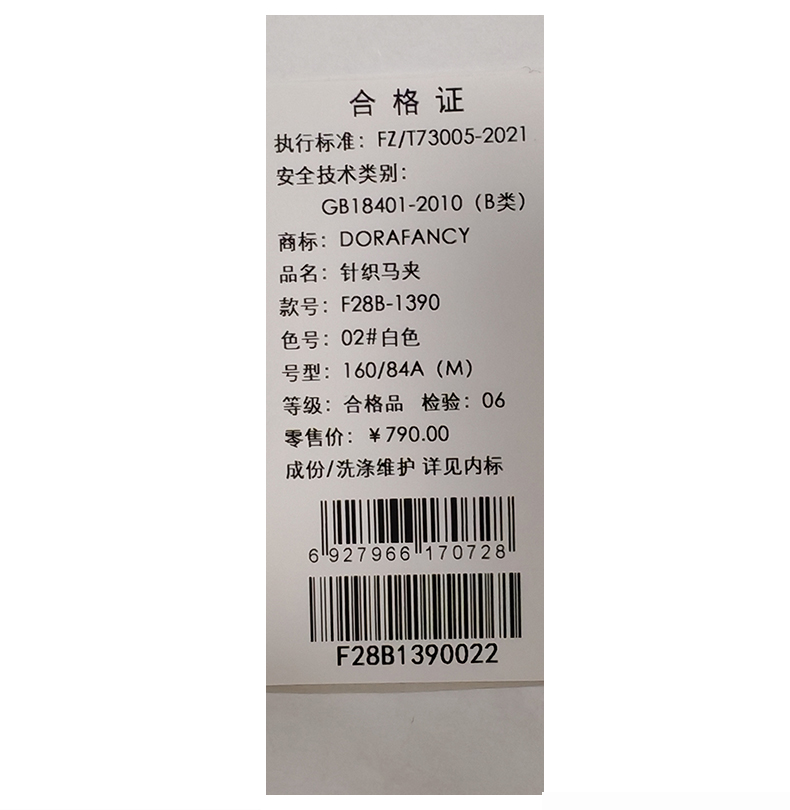 合格证
执行标准：FZ/T73005-2021
安全技术类别：
GB18401-2010（B类）
商标：DORAFANCY
品名：针织马夹
款号：F28B-1390
色号：02#白色
号型：160/84A（M）
等级：合格品 检验：06
零售价：￥790.00
成份/洗涤维护 详见内标
6 927966 170728
F28B1390022